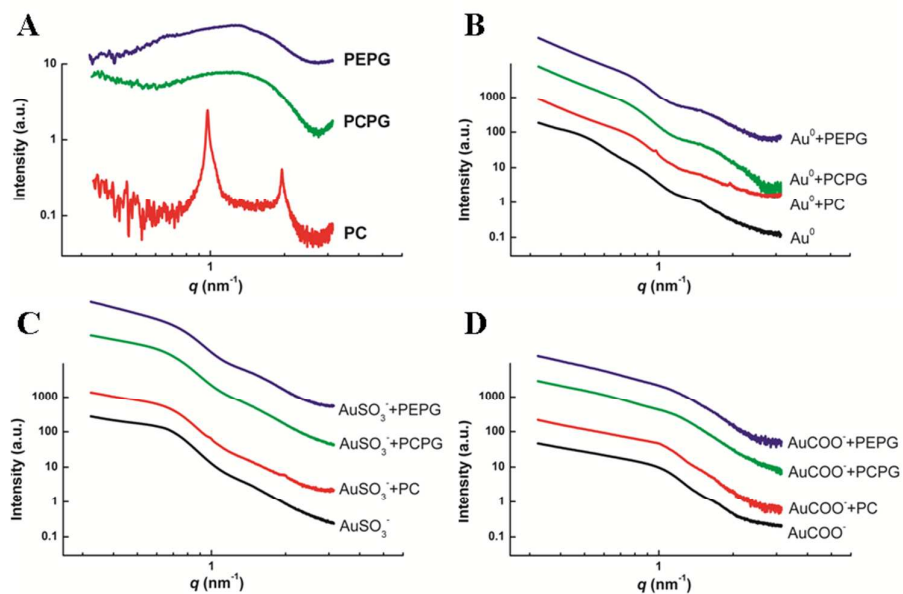 A
Intensity (a.u.)
10
1
0.1
PEPG
PCPG
PC
1
q (nm⁻¹)
B
Intensity (a.u.)
1000
100
10
1
0.1
Au⁰+PEPG
Au⁰+PCPG
Au⁰+PC
Au⁰
1
q (nm⁻¹)
C
Intensity (a.u.)
1000
100
10
1
0.1
AuSO₃⁻+PEPG
AuSO₃⁻+PCPG
AuSO₃⁻+PC
AuSO₃⁻
1
q (nm⁻¹)
D
Intensity (a.u.)
1000
100
10
1
0.1
AuCOO⁻+PEPG
AuCOO⁻+PCPG
AuCOO⁻+PC
AuCOO⁻
1
q (nm⁻¹)